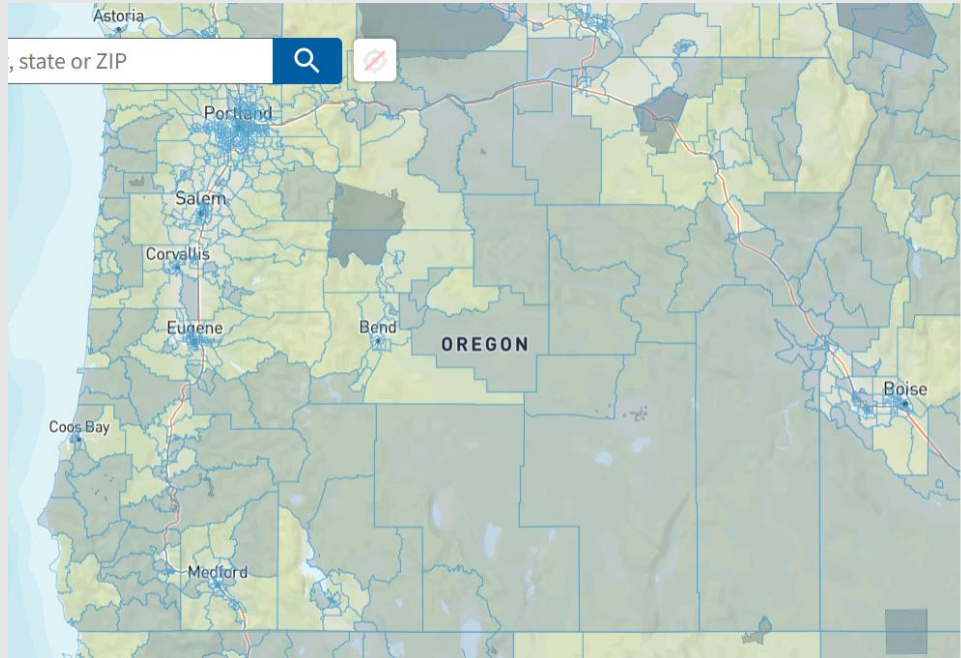 Astoria
, state or ZIP
Portland
Salem
Corvallis
Eugene
Bend
OREGON
Boise
Coos Bay
Medford